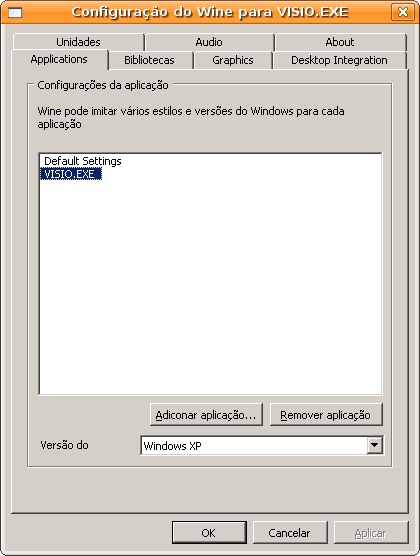 Configuração do Wine para VISIO.EXE
Unidades
Audio
About
Applications
Bibliotecas
Graphics
Desktop Integration
Configurações da aplicação
Wine pode imitar vários estilos e versões do Windows para cada
aplicação
Default Settings
VISIO.EXE
Adiconar aplicação...
Remover aplicação
Versão do
Windows XP
OK
Cancelar
Aplicar